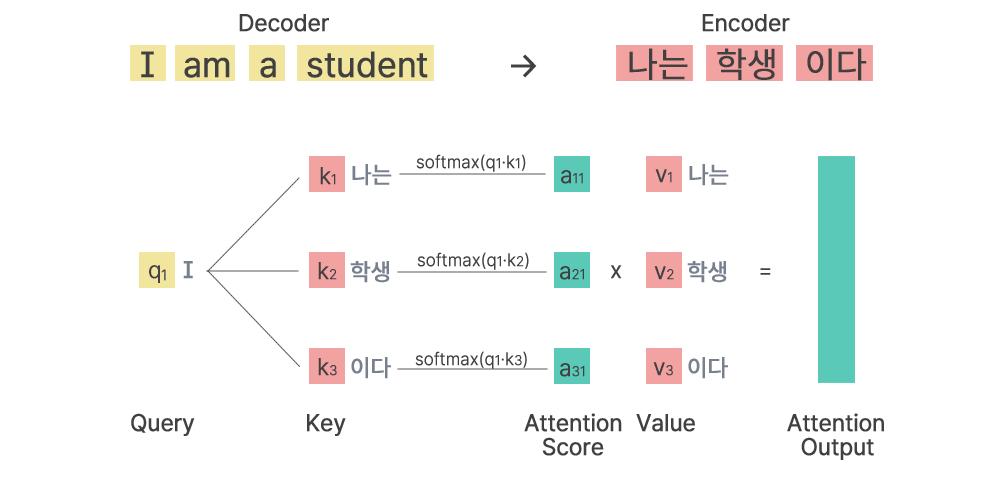 Decoder Encoder
I am a student → 나는 학생 이다
k1 나는 softmax(q1·k1) a11 v1 나는
q1 I k2 학생 softmax(q1·k2) a21 x v2 학생 =
k3 이다 softmax(q1·k3) a31 v3 이다
Query Key Attention Score Value Attention Output